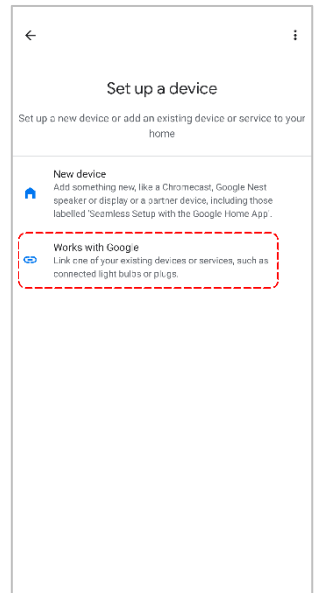 Set up a device
Set up a new device or add an existing device or service to your
home
New device
Add something new, like a Chromecast, Google Nest
speaker or display or a partner device, including those
labelled 'Seamless Setup with the Google Home App'.
Works with Google
Link one of your existing devices or services, such as
connected light bulbs or plugs.